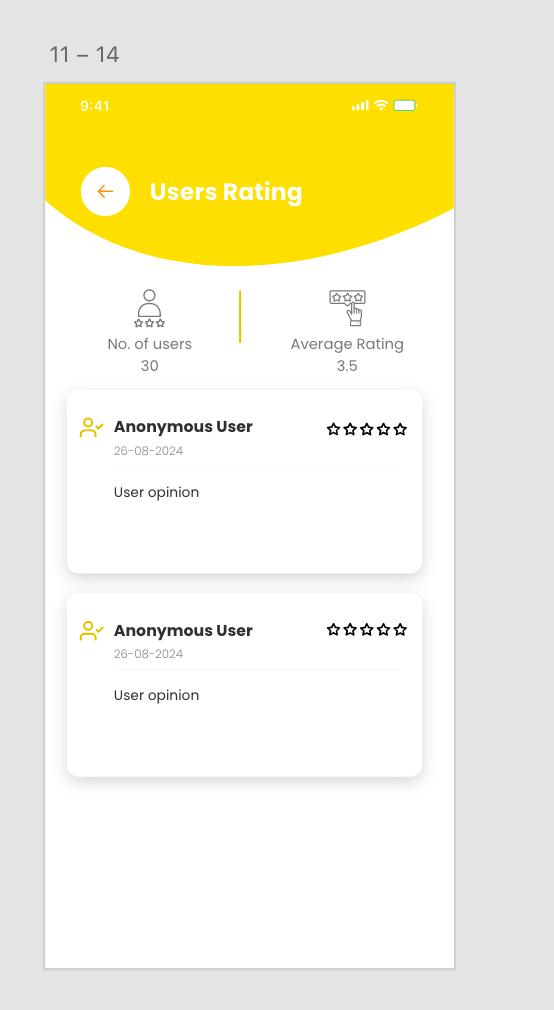 11 – 14
9:41
Users Rating
No. of users
30
Average Rating
3.5
Anonymous User
26-08-2024
User opinion
Anonymous User
26-08-2024
User opinion